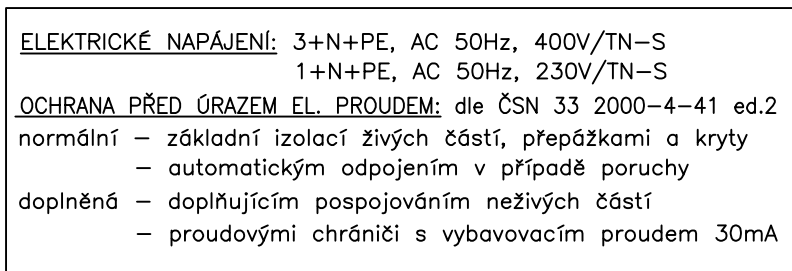 ELEKTRICKÉ NAPÁJENÍ: 3+N+PE, AC 50Hz, 400V/TN-S
1+N+PE, AC 50Hz, 230V/TN-S
OCHRANA PŘED ÚRAZEM EL. PROUDEM: dle ČSN 33 2000-4-41 ed.2
normální - základní izolací živých částí, přepážkami a kryty
- automatickým odpojením v případě poruchy
doplněná - doplňujícím pospojováním neživých částí
- proudovými chrániči s vybavovacím proudem 30mA